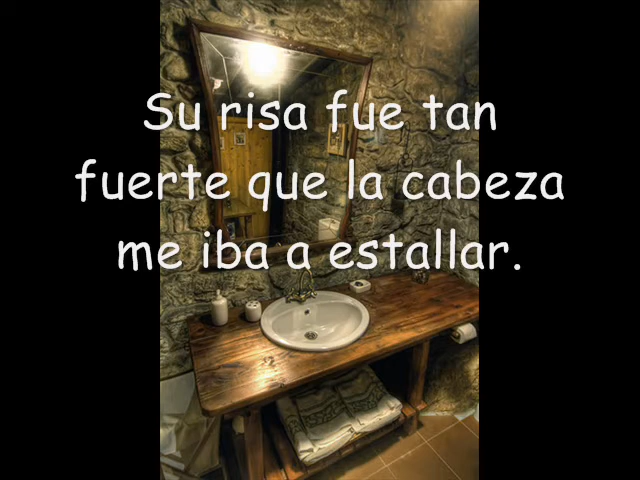 Su risa fue tan
fuerte que la cabeza
me iba a estallar.